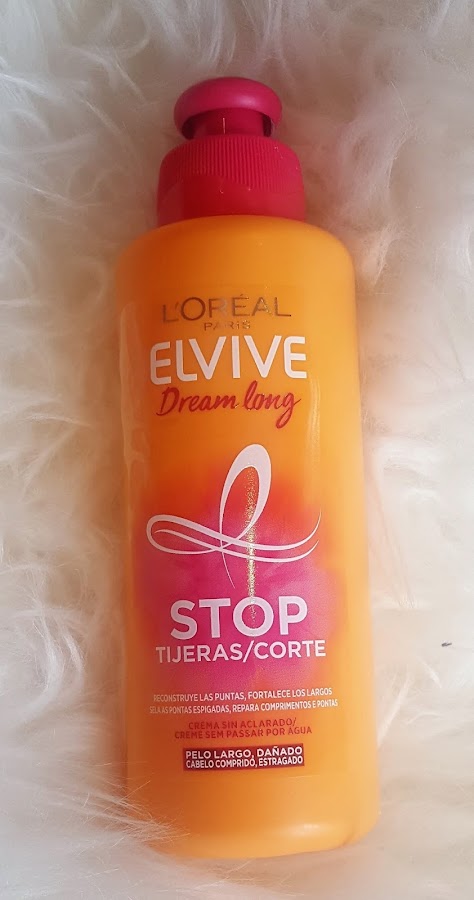 L'ORÉAL
PARIS
ELVIVE
Dream long
STOP
TIJERAS/CORTE
RECONSTRUYE LAS PUNTAS, FORTALECE LOS LARGOS
SELA AS PONTAS ESPIGADAS, REPARA COMPRIMENTOS E PONTAS
CREMA SIN ACLARADO/
CREME SEM PASSAR POR ÁGUA
PELO LARGO, DAÑADO
CABELO COMPRIDO, ESTRAGADO